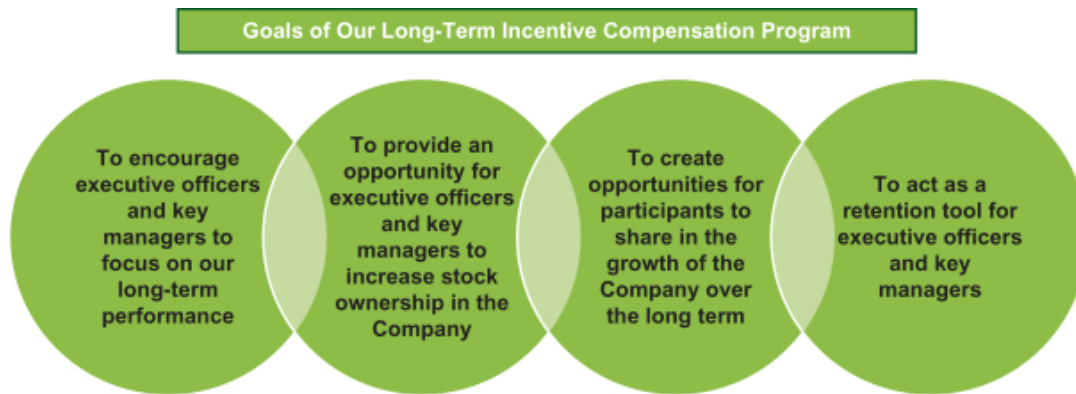 Goals of Our Long-Term Incentive Compensation Program
To encourage
executive officers
and key
managers to
focus on our
long-term
performance
To provide an
opportunity for
executive officers
and key
managers to
increase stock
ownership in the
Company
To create
opportunities for
participants to
share in the
growth of the
Company over
the long term
To act as a
retention tool for
executive officers
and key
managers